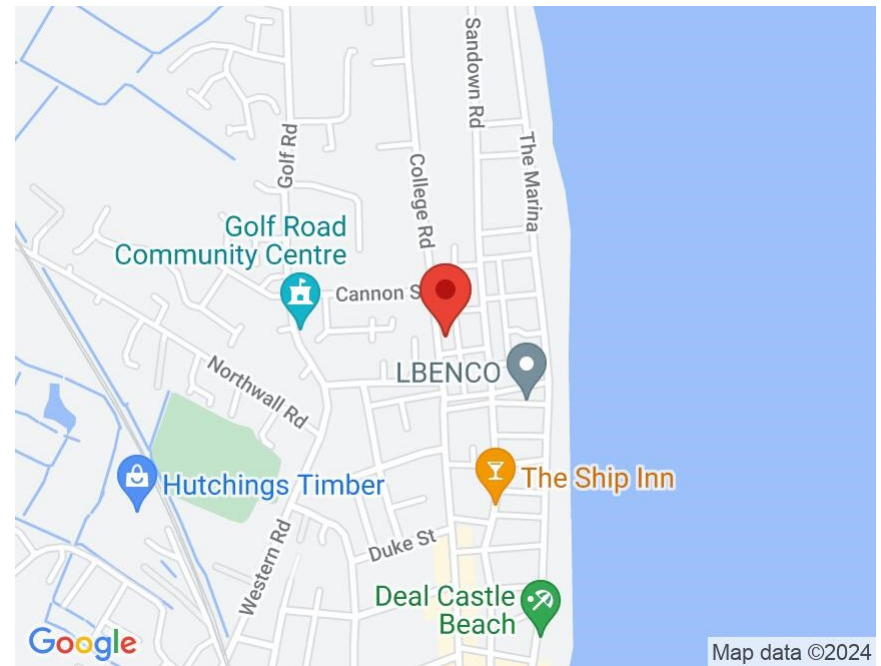 Sandown Rd
The Marina
Golf Rd
College Rd
Golf Road
Community Centre
Cannon S
LBENCO
Northwall Rd
The Ship Inn
Hutchings Timber
Western Rd
Duke St
Deal Castle
Beach
Google
Map data ©2024